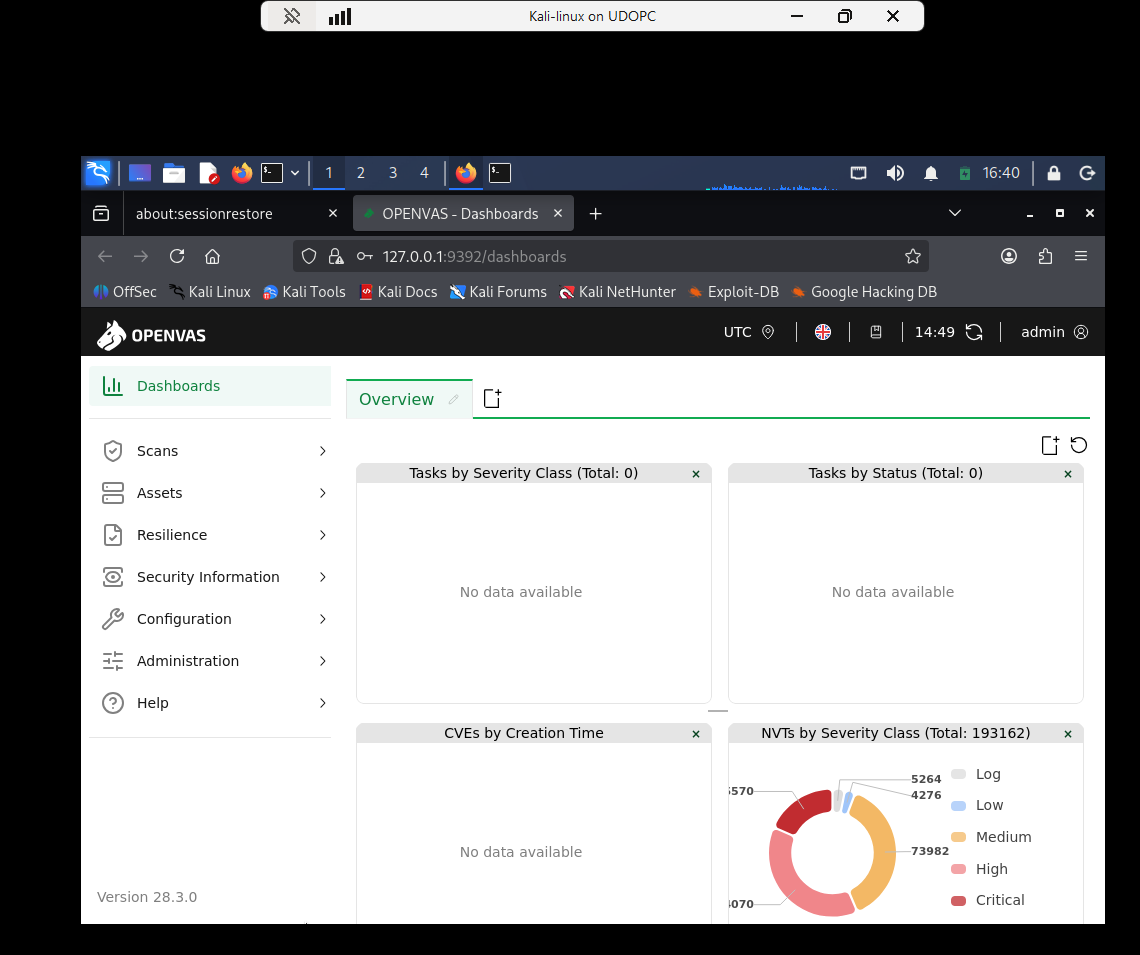 Kali-linux on UDOPC
1 2 3 4 16:40
about:sessionrestore OPENVAS - Dashboards
127.0.0.1:9392/dashboards
OffSec Kali Linux Kali Tools Kali Docs Kali Forums Kali NetHunter Exploit-DB Google Hacking DB
OPENVAS UTC 14:49 admin
Dashboards
Overview
Scans
Assets
Resilience
Security Information
Configuration
Administration
Help
Version 28.3.0
Tasks by Severity Class (Total: 0)
No data available
Tasks by Status (Total: 0)
No data available
CVEs by Creation Time
No data available
NVTs by Severity Class (Total: 193162)
5264
4276
73982
Log
Low
Medium
High
Critical